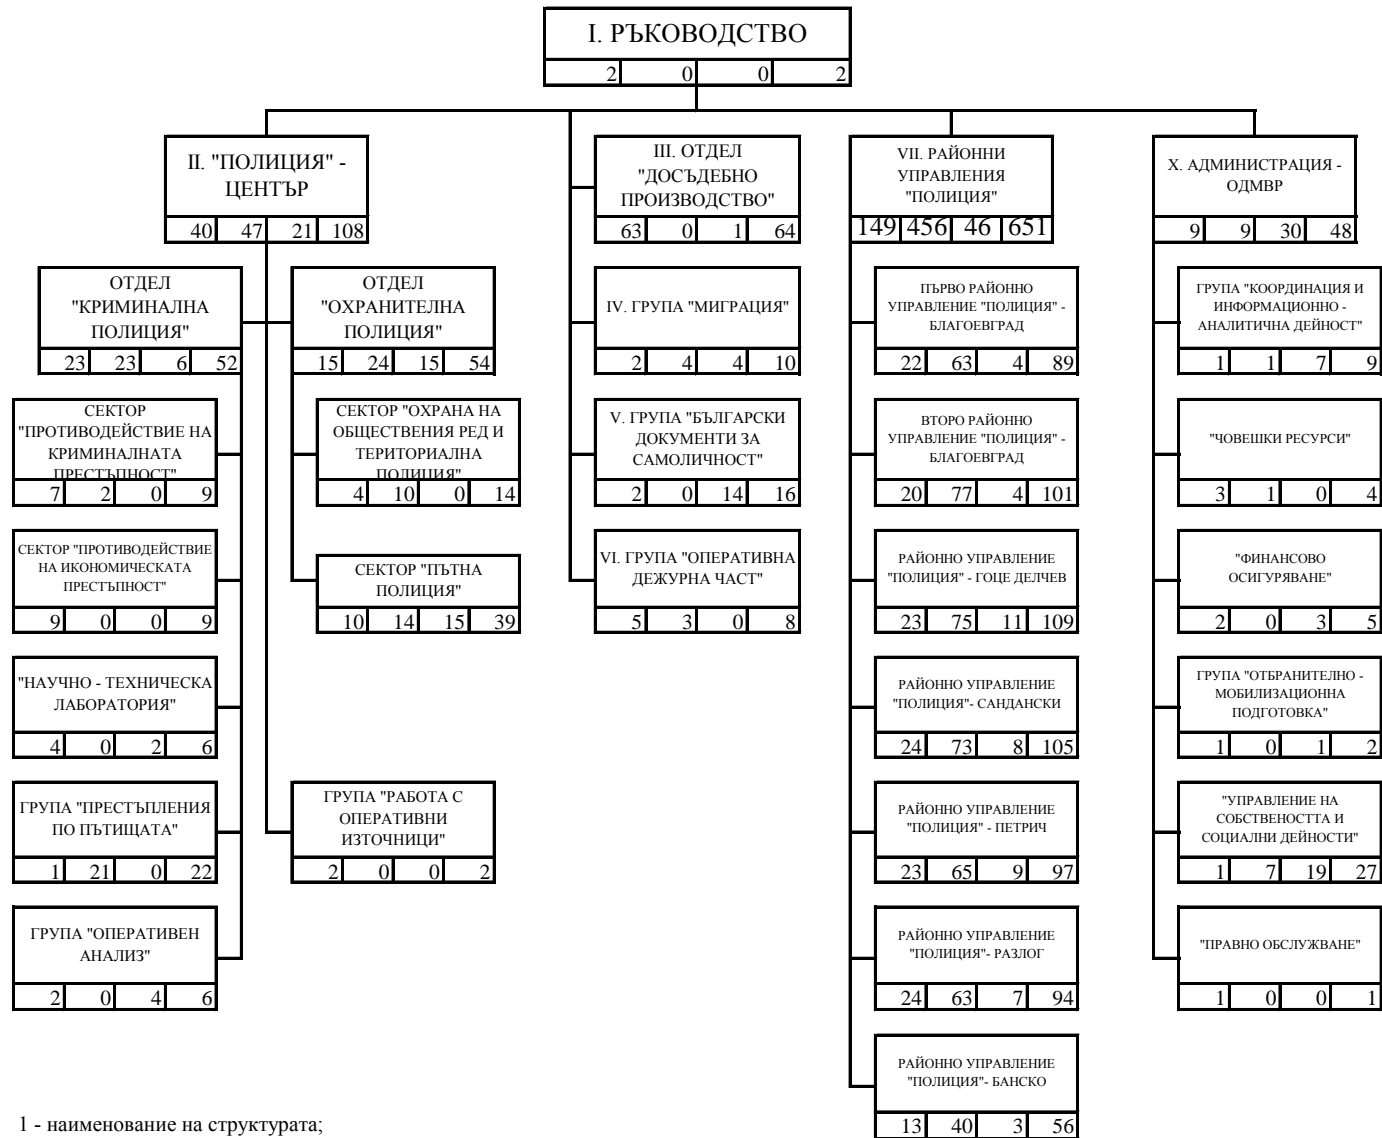 I. РЪКОВОДСТВО
2 0 0 2
II. "ПОЛИЦИЯ" -
ЦЕНТЪР
40 47 21 108
ОТДЕЛ
"КРИМИНАЛНА
ПОЛИЦИЯ"
23 23 6 52
СЕКТОР
"ПРОТИВОДЕЙСТВИЕ НА
КРИМИНАЛНАТА
ПРЕСТЪПНОСТ"
7 2 0 9
СЕКТОР "ПРОТИВОДЕЙСТВИЕ
НА ИКОНОМИЧЕСКАТА
ПРЕСТЪПНОСТ"
9 0 0 9
"НАУЧНО - ТЕХНИЧЕСКА
ЛАБОРАТОРИЯ"
4 0 2 6
ГРУПА "ПРЕСТЪПЛЕНИЯ
ПО ПЪТИЩАТА"
1 21 0 22
ГРУПА "ОПЕРАТИВЕН
АНАЛИЗ"
2 0 4 6
ОТДЕЛ
"ОХРАНИТЕЛНА
ПОЛИЦИЯ"
15 24 15 54
СЕКТОР "ОХРАНА НА
ОБЩЕСТВЕНИЯ РЕД И
ТЕРИТОРИАЛНА
ПОЛИЦИЯ"
4 10 0 14
СЕКТОР "ПЪТНА
ПОЛИЦИЯ"
10 14 15 39
ГРУПА "РАБОТА С
ОПЕРАТИВНИ
ИЗТОЧНИЦИ"
2 0 0 2
III. ОТДЕЛ
"ДОСЪДЕБНО
ПРОИЗВОДСТВО"
63 0 1 64
IV. ГРУПА "МИГРАЦИЯ"
2 4 4 10
V. ГРУПА "БЪЛГАРСКИ
ДОКУМЕНТИ ЗА
САМОЛИЧНОСТ"
2 0 14 16
VI. ГРУПА "ОПЕРАТИВНА
ДЕЖУРНА ЧАСТ"
5 3 0 8
VII. РАЙОННИ
УПРАВЛЕНИЯ
"ПОЛИЦИЯ"
149 456 46 651
ПЪРВО РАЙОННО
УПРАВЛЕНИЕ "ПОЛИЦИЯ" -
БЛАГОЕВГРАД
22 63 4 89
ВТОРО РАЙОННО
УПРАВЛЕНИЕ "ПОЛИЦИЯ" -
БЛАГОЕВГРАД
20 77 4 101
РАЙОННО УПРАВЛЕНИЕ
"ПОЛИЦИЯ" - ГОЦЕ ДЕЛЧЕВ
23 75 11 109
РАЙОННО УПРАВЛЕНИЕ
"ПОЛИЦИЯ"- САНДАНСКИ
24 73 8 105
РАЙОННО УПРАВЛЕНИЕ
"ПОЛИЦИЯ" - ПЕТРИЧ
23 65 9 97
РАЙОННО УПРАВЛЕНИЕ
"ПОЛИЦИЯ"- РАЗЛОГ
24 63 7 94
РАЙОННО УПРАВЛЕНИЕ
"ПОЛИЦИЯ"- БАНСКО
13 40 3 56
X. АДМИНИСТРАЦИЯ -
ОДМВР
9 9 30 48
ГРУПА "КООРДИНАЦИЯ И
ИНФОРМАЦИОННО -
АНАЛИТИЧНА ДЕЙНОСТ"
1 1 7 9
"ЧОВЕШКИ РЕСУРСИ"
3 1 0 4
"ФИНАНСОВО
ОСИГУРЯВАНЕ"
2 0 3 5
ГРУПА "ОТБРАНИТЕЛНО -
МОБИЛИЗАЦИОННА
ПОДГОТОВКА"
1 0 1 2
"УПРАВЛЕНИЕ НА
СОБСТВЕНОСТТА И
СОЦИАЛНИ ДЕЙНОСТИ"
1 7 19 27
"ПРАВНО ОБСЛУЖВАНЕ"
1 0 0 1
1 - наименование на структурата;